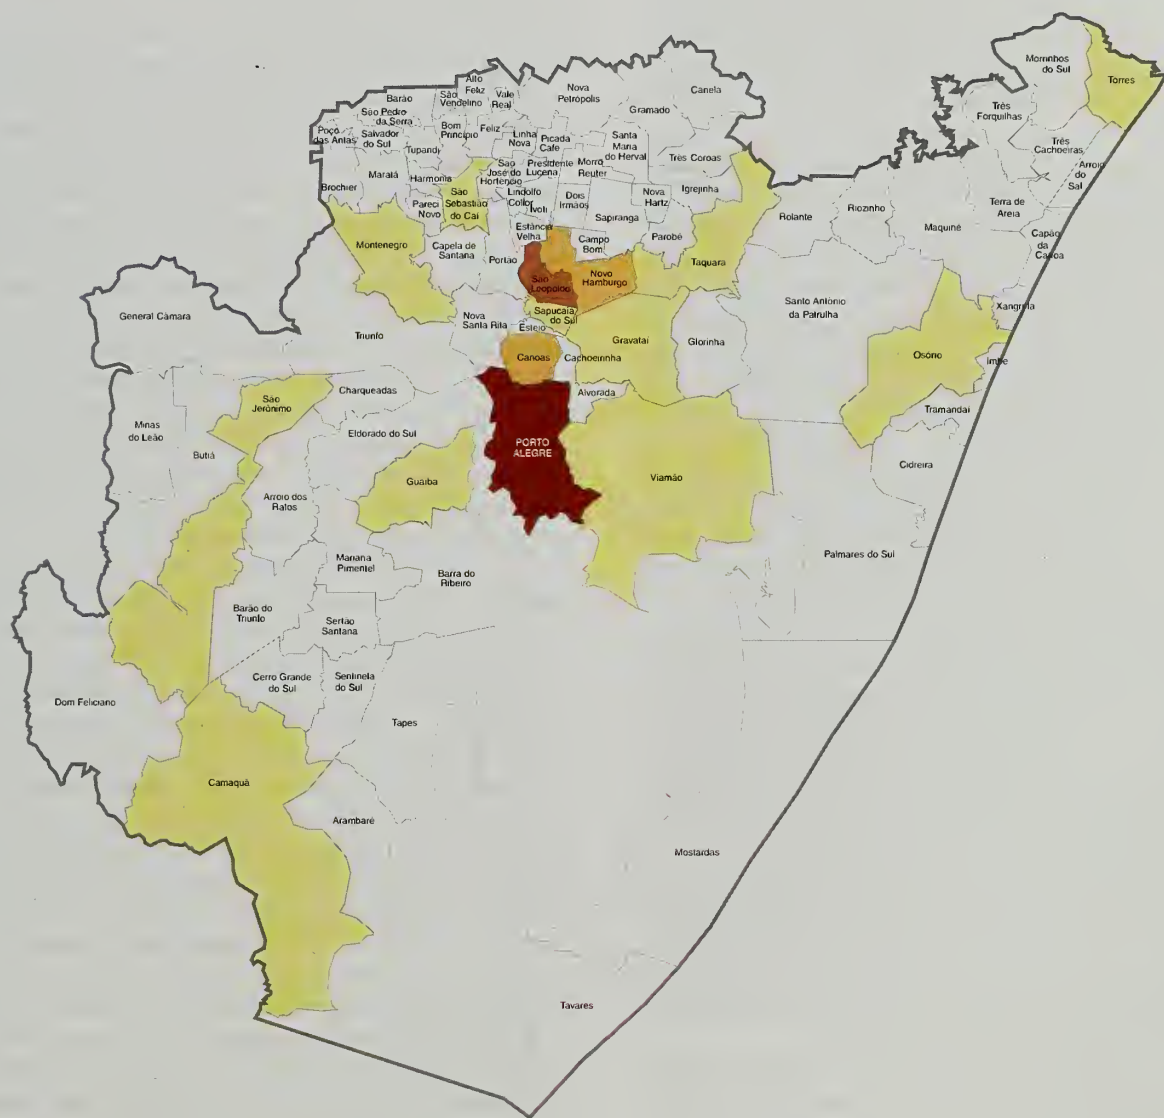 Morrinhos
do Sul
Torres
Alto
Feliz
Nova
Petrópolis
Canela
Barão
São
Vendelino
Vale
Real
Gramado
Três
Forquilhas
São Pedro
da Serra
Poço
das Antas
Salvador
do Sul
Bom
Princípio
Feliz
Linha
Nova
Picada
Café
Santa
Maria
do Herval
Três
Cachoeiras
Tupandi
Três Coroas
Arroio
do
Sal
Maratá
Harmonia
São
José do
Hortêncio
Presidente
Lucena
Morro
Reuter
Brochier
São
Sebastião
do Caí
Lindolfo
Collor
Dois
Irmãos
Nova
Hartz
Igrejinha
Pareci
Novo
Ivoti
Sapiranga
Rolante
Riozinho
Terra de
Areia
Maquiné
Estância
Velha
Campo
Bom
Parobé
Capão
da
Canoa
Montenegro
Capela de
Santana
Portão
Taquara
São
Leopoldo
Novo
Hamburgo
Santo Antônio
da Patrulha
Xangrilá
General Câmara
Sapucaia
do Sul
Nova
Santa Rita
Esteio
Triunfo
Gravataí
Glorinha
Canoas
Cachoeirinha
Osório
Imbé
Charqueadas
Alvorada
São
Jerônimo
Tramandaí
Minas
do Leão
Eldorado do Sul
PORTO
ALEGRE
Butiá
Cidreira
Guaíba
Viamão
Arroio dos
Ratos
Mariana
Pimentel
Palmares do Sul
Barra do
Ribeiro
Barão do
Triunfo
Sertão
Santana
Cerro Grande
do Sul
Sentinela
do Sul
Dom Feliciano
Tapes
Camaquã
Arambaré
Mostardas
Tavares